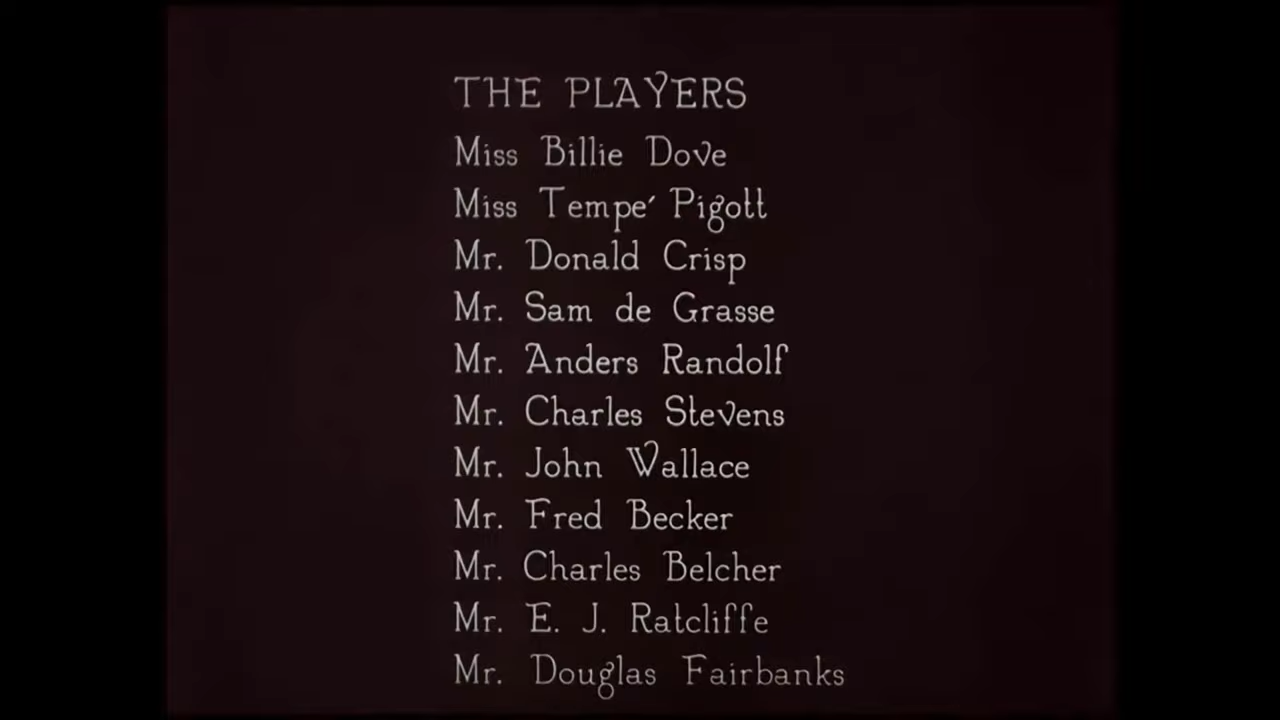 THE PLAYERS
Miss Billie Dove
Miss Tempe´ Pigott
Mr. Donald Crisp
Mr. Sam de Grasse
Mr. Anders Randolf
Mr. Charles Stevens
Mr. John Wallace
Mr. Fred Becker
Mr. Charles Belcher
Mr. E. J. Ratcliffe
Mr. Douglas Fairbanks